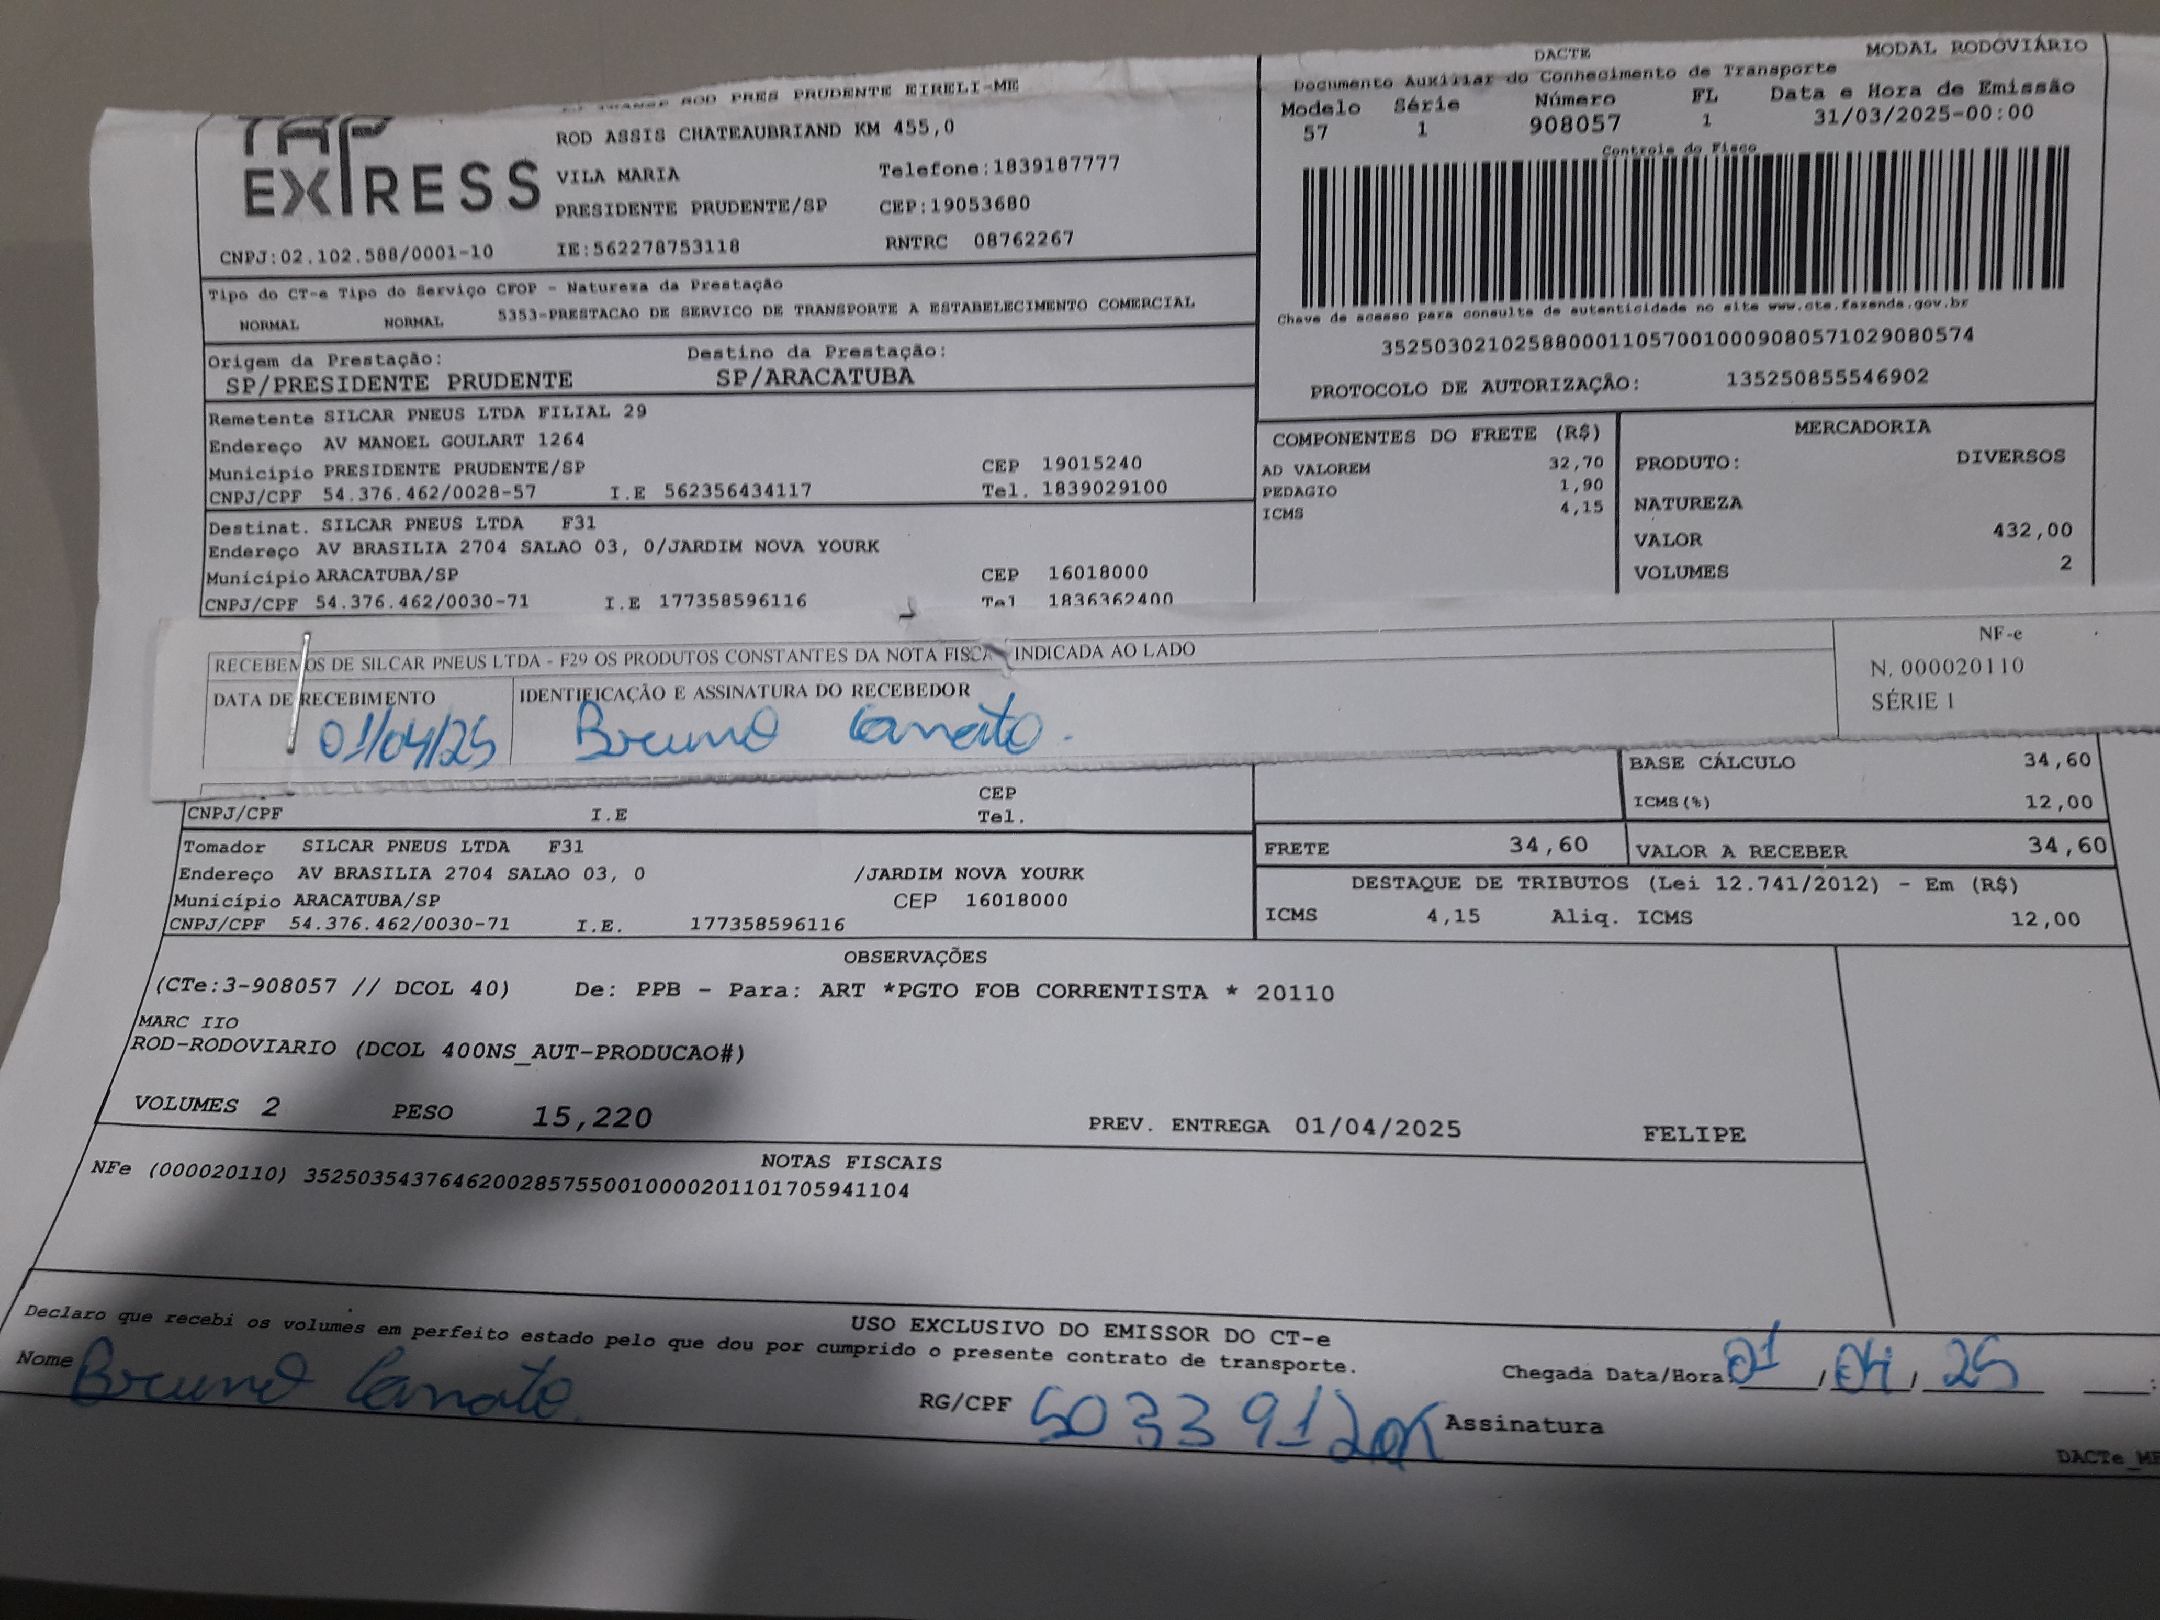 TAP EXPRESS
ROD PRES PRUDENTE EIRELI-ME
ROD ASSIS CHATEAUBRIAND KM 455,0
VILA MARIA Telefone:1839187777
PRESIDENTE PRUDENTE/SP CEP:19053680
CNPJ:02.102.588/0001-10 IE:562278753118 RNTRC 08762267
DACTE MODAL RODOVIÁRIO
Documento Auxiliar do Conhecimento de Transporte
Modelo Série Número FL Data e Hora de Emissão
57 1 908057 1 31/03/2025-00:00
Controle do Fisco
Chave de acesso para consulta de autenticidade no site www.cte.fazenda.gov.br
35250302102588000110570010009080571029080574
PROTOCOLO DE AUTORIZAÇÃO: 135250855546902
Tipo do CT-e Tipo do Serviço CFOP - Natureza da Prestação
NORMAL NORMAL 5353-PRESTACAO DE SERVICO DE TRANSPORTE A ESTABELECIMENTO COMERCIAL
Origem da Prestação: Destino da Prestação:
SP/PRESIDENTE PRUDENTE SP/ARACATUBA
Remetente SILCAR PNEUS LTDA FILIAL 29
Endereço AV MANOEL GOULART 1264
Município PRESIDENTE PRUDENTE/SP CEP 19015240
CNPJ/CPF 54.376.462/0028-57 I.E 562356434117 Tel. 1839029100
Destinat. SILCAR PNEUS LTDA F31
Endereço AV BRASILIA 2704 SALAO 03, 0/JARDIM NOVA YOURK
Município ARACATUBA/SP CEP 16018000
CNPJ/CPF 54.376.462/0030-71 I.E 177358596116 Tel 1836362400
COMPONENTES DO FRETE (R$)
AD VALOREM 32,70
PEDAGIO 1,90
ICMS 4,15
MERCADORIA
PRODUTO: DIVERSOS
NATUREZA
VALOR 432,00
VOLUMES 2
RECEBEMOS DE SILCAR PNEUS LTDA - F29 OS PRODUTOS CONSTANTES DA NOTA FISCAL INDICADA AO LADO
DATA DE RECEBIMENTO IDENTIFICAÇÃO E ASSINATURA DO RECEBEDOR
01/04/25 Bruno
NF-e
N. 000020110
SÉRIE 1
CEP
CNPJ/CPF I.E Tel.
BASE CÁLCULO 34,60
ICMS(%) 12,00
Tomador SILCAR PNEUS LTDA F31
Endereço AV BRASILIA 2704 SALAO 03, 0 /JARDIM NOVA YOURK
Município ARACATUBA/SP CEP 16018000
CNPJ/CPF 54.376.462/0030-71 I.E. 177358596116
FRETE 34,60 VALOR A RECEBER 34,60
DESTAQUE DE TRIBUTOS (Lei 12.741/2012) - Em (R$)
ICMS 4,15 Aliq. ICMS 12,00
OBSERVAÇÕES
(CTe:3-908057 // DCOL 40) De: PPB - Para: ART *PGTO FOB CORRENTISTA * 20110
MARC IIO
ROD-RODOVIARIO (DCOL 400NS_AUT-PRODUCAO#)
VOLUMES 2 PESO 15,220 PREV. ENTREGA 01/04/2025 FELIPE
NOTAS FISCAIS
NFe (000020110) 35250354376462002857550010000201101705941104
USO EXCLUSIVO DO EMISSOR DO CT-e
Declaro que recebi os volumes em perfeito estado pelo que dou por cumprido o presente contrato de transporte.
Nome Bruno
RG/CPF Assinatura
Chegada Data/Hora: 01/04/25 :